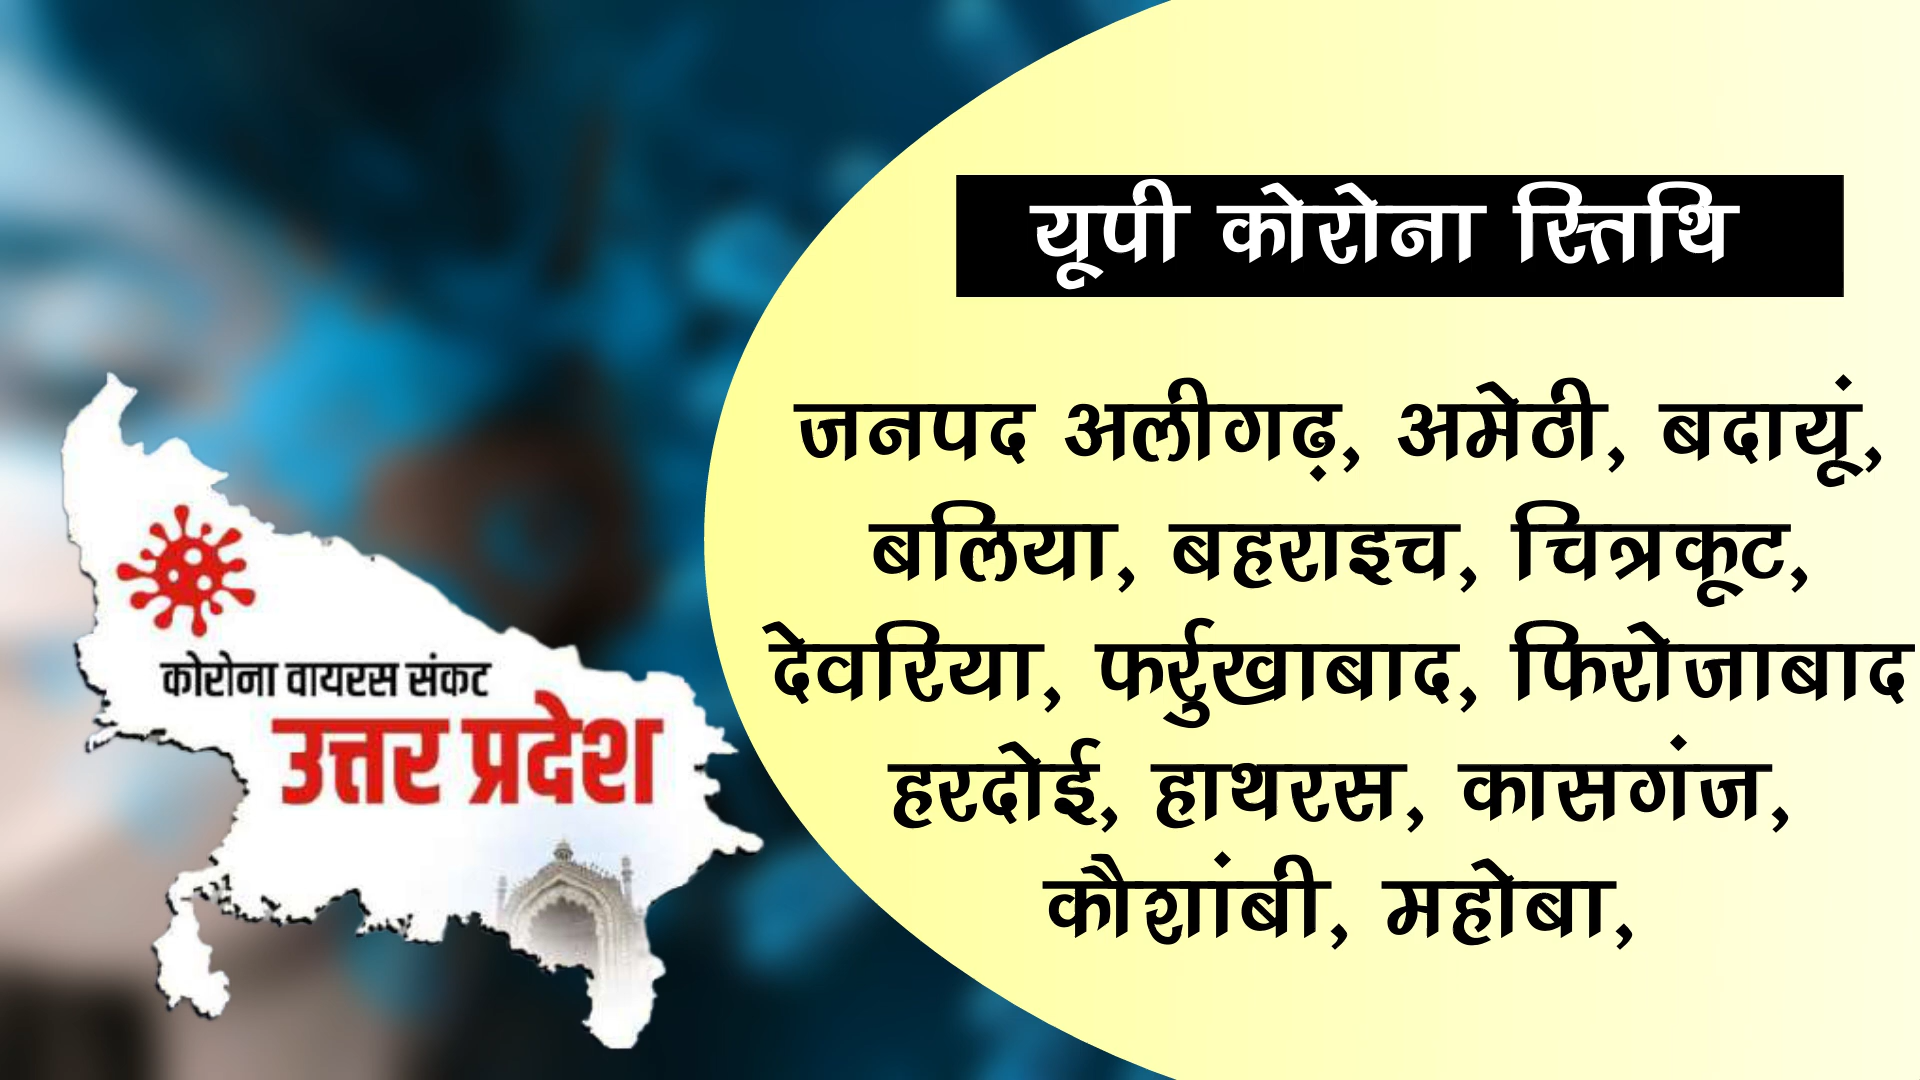 यूपी कोरोना स्तिथि
जनपद अलीगढ़, अमेठी, बदायूं,
बलिया, बहराइच, चित्रकूट,
देवरिया, फर्रुखाबाद, फिरोजाबाद
हरदोई, हाथरस, कासगंज,
कौशांबी, महोबा,
कोरोना वायरस संकट
उत्तर प्रदेश